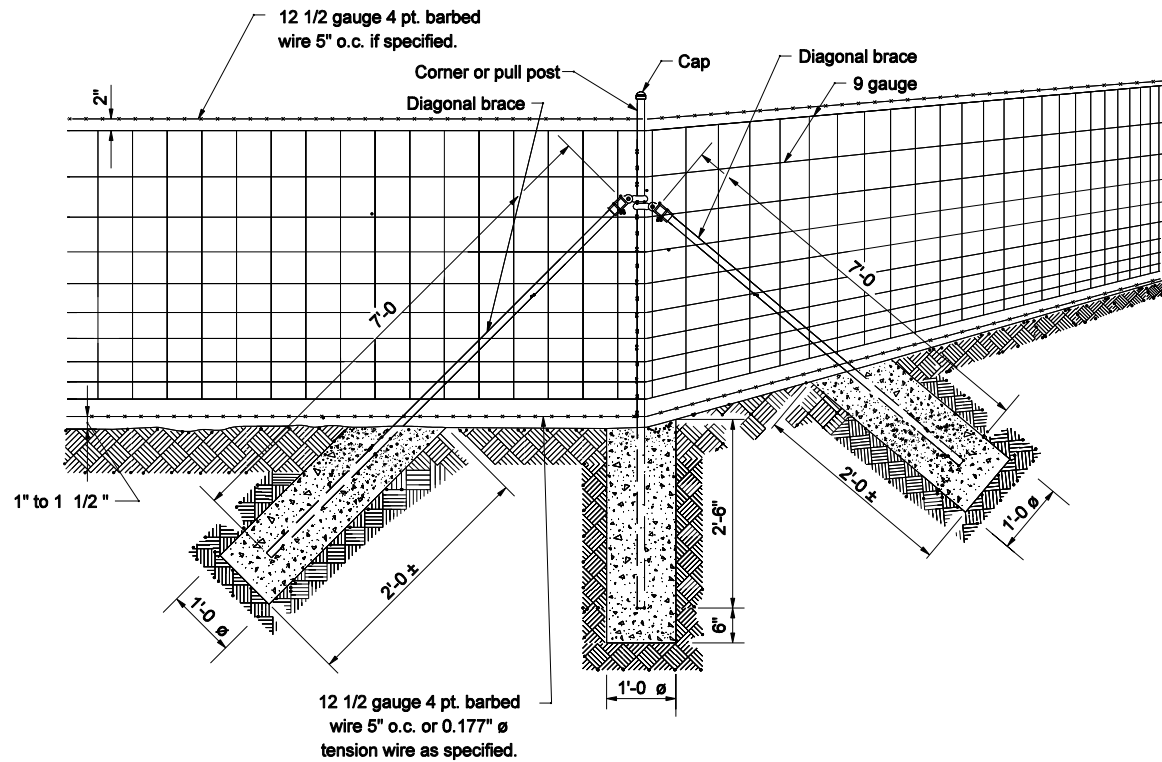 12 1/2 gauge 4 pt. barbed
wire 5" o.c. if specified.
Corner or pull post
Cap
Diagonal brace
Diagonal brace
9 gauge
2"
7'-0
7'-0
1" to 1 1/2 "
2'-0 ±
2'-0 ±
2'-6"
6"
1'-0 ø
1'-0 ø
1'-0 ø
12 1/2 gauge 4 pt. barbed
wire 5" o.c. or 0.177" ø
tension wire as specified.